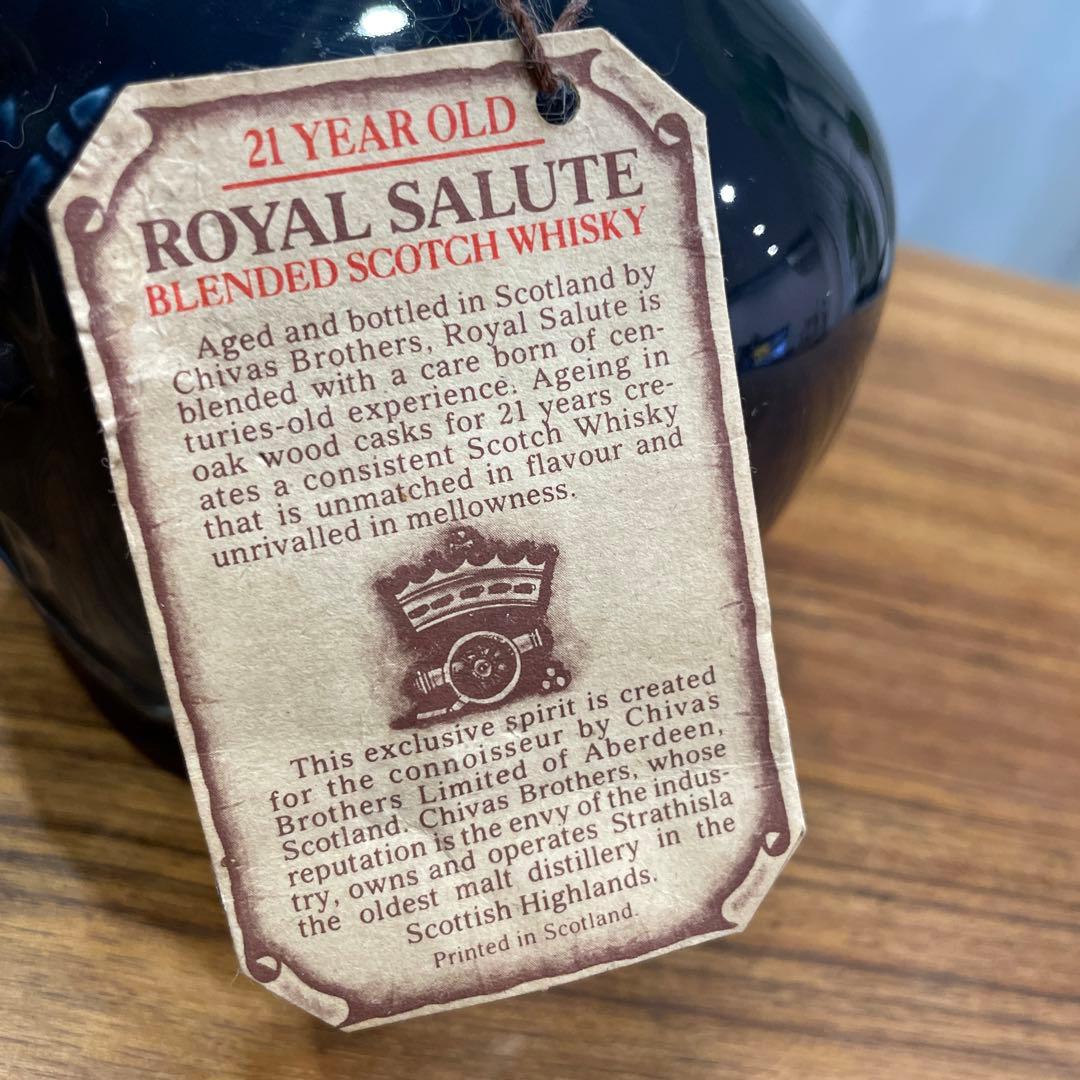 21 YEAR OLD
ROYAL SALUTE
BLENDED SCOTCH WHISKY
Aged and bottled in Scotland by
Chivas Brothers, Royal Salute is
blended with a care born of cen-
turies-old experience. Ageing in
oak wood casks for 21 years cre-
ates a consistent Scotch Whisky
that is unmatched in flavour and
unrivalled in mellowness.
This exclusive spirit is created
for the connoisseur by Chivas
Brothers Limited of Aberdeen,
Scotland. Chivas Brothers, whose
reputation is the envy of the indus-
try, owns and operates Strathisla
the oldest malt distillery in the
Scottish Highlands.
Printed in Scotland.